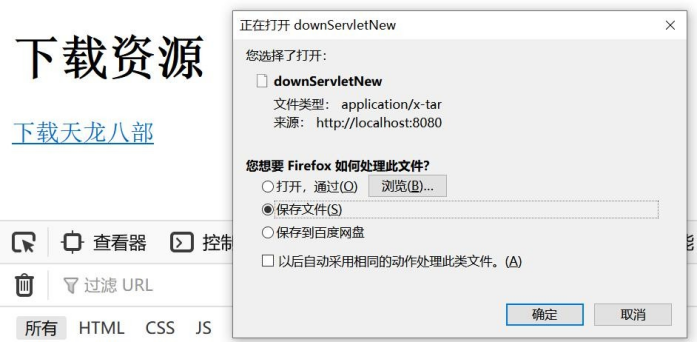 下载资源
下载天龙八部
正在打开 downServletNew
您选择了打开:
downServletNew
文件类型: application/x-tar
来源: http://localhost:8080
您想要 Firefox 如何处理此文件?
打开,通过(O) 浏览(B)...
保存文件(S)
保存到百度网盘
以后自动采用相同的动作处理此类文件。(A)
确定 取消
查看器 控制
能
过滤 URL
所有 HTML CSS JS